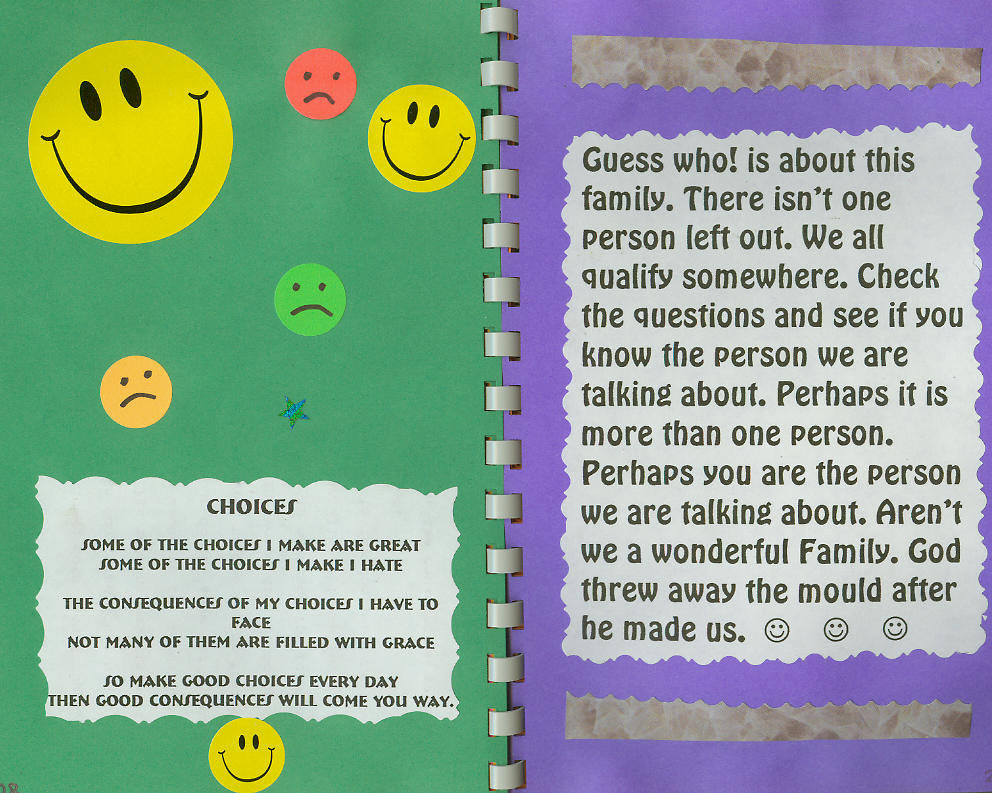 CHOICES
SOME OF THE CHOICES I MAKE ARE GREAT
SOME OF THE CHOICES I MAKE I HATE
THE CONSEQUENCES OF MY CHOICES I HAVE TO
FACE
NOT MANY OF THEM ARE FILLED WITH GRACE
SO MAKE GOOD CHOICES EVERY DAY
THEN GOOD CONSEQUENCES WILL COME YOU WAY.
Guess who! is about this
family. There isn't one
person left out. We all
qualify somewhere. Check
the questions and see if you
know the person we are
talking about. Perhaps it is
more than one person.
Perhaps you are the person
we are talking about. Aren't
we a wonderful Family. God
threw away the mould after
he made us. ☺ ☺ ☺